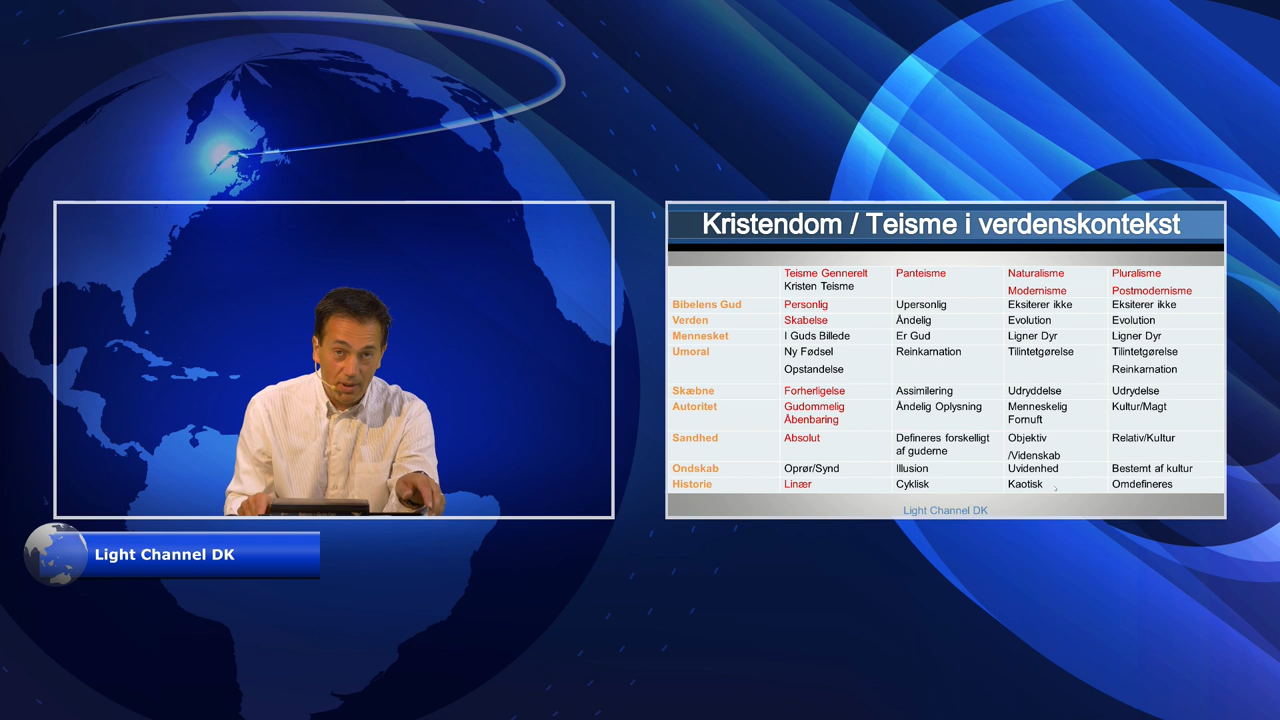 Kristendom / Teisme i verdenskontekst
Teisme Gennerelt Panteisme Naturalisme Pluralisme
Kristen Teisme Modernisme Postmodernisme
Bibelens Gud Personlig Upersonlig Eksiterer ikke Eksiterer ikke
Verden Skabelse Åndelig Evolution Evolution
Mennesket I Guds Billede Er Gud Ligner Dyr Ligner Dyr
Umoral Ny Fødsel Reinkarnation Tilintetgørelse Tilintetgørelse
Opstandelse Reinkarnation
Skæbne Forherligelse Assimilering Udryddelse Udrydelse
Autoritet Gudommelig Åndelig Oplysning Menneskelig Kultur/Magt
Åbenbaring Fornuft
Sandhed Absolut Defineres forskelligt Objektiv Relativ/Kultur
af guderne /Videnskab
Ondskab Oprør/Synd Illusion Uvidenhed Bestemt af kultur
Historie Linær Cyklisk Kaotisk Omdefineres
Light Channel DK
Light Channel DK